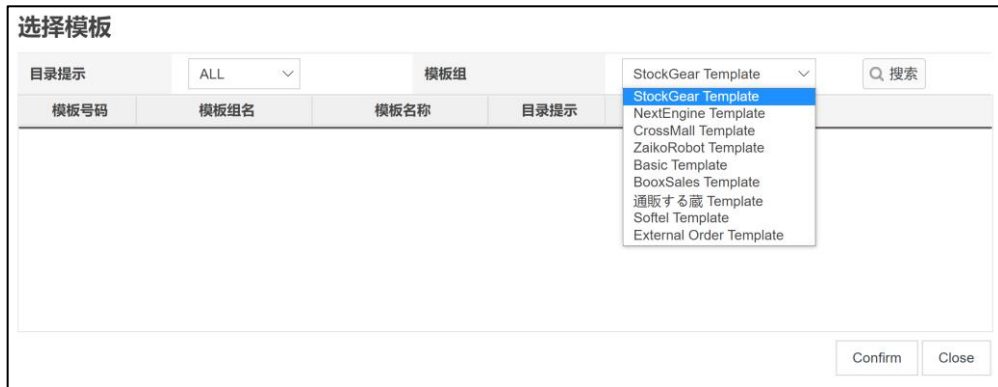 选择模板
目录提示 ALL 模板组 StockGear Template 搜索
模板号码 模板组名 模板名称 目录提示
StockGear Template
NextEngine Template
CrossMall Template
ZaikoRobot Template
Basic Template
BooxSales Template
通販する蔵 Template
Softel Template
External Order Template
Confirm Close